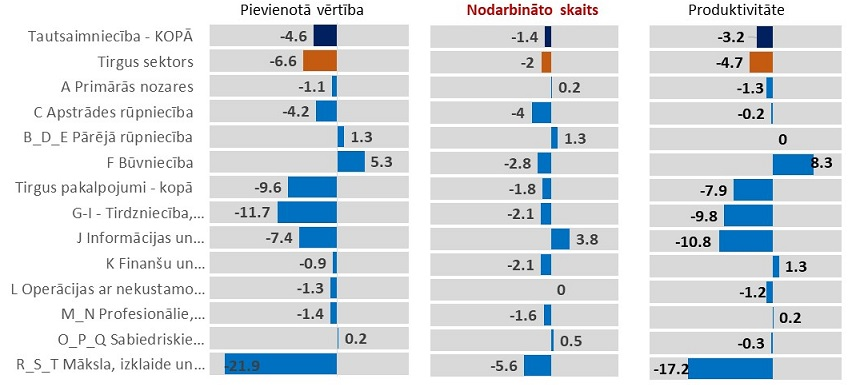 Pievienotā vērtība Nodarbināto skaits Produktivitāte
Tautsaimniecība - KOPĀ -4.6 -1.4 -3.2
Tirgus sektors -6.6 -2 -4.7
A Primārās nozares -1.1 0.2 -1.3
C Apstrādes rūpniecība -4.2 -4 -0.2
B_D_E Pārējā rūpniecība 1.3 1.3 0
F Būvniecība 5.3 -2.8 8.3
Tirgus pakalpojumi - kopā -9.6 -1.8 -7.9
G-I - Tirdzniecība,... -11.7 -2.1 -9.8
J Informācijas un... -7.4 3.8 -10.8
K Finanšu un... -0.9 -2.1 1.3
L Operācijas ar nekustamo... -1.3 0 -1.2
M_N Profesionālie,... -1.4 -1.6 0.2
O_P_Q Sabiedriskie... 0.2 0.5 -0.3
R_S_T Māksla, izklaide un... -21.9 -5.6 -17.2